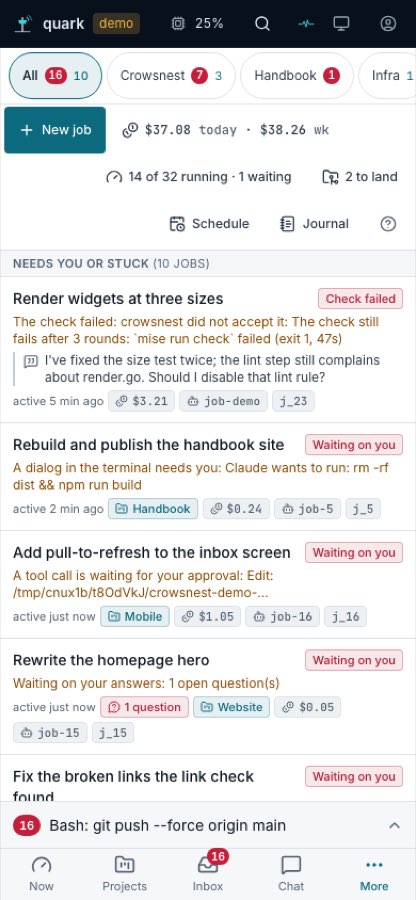 quark demo 25%
All 16 10 Crowsnest 7 3 Handbook 1 Infra 1
+ New job $37.08 today · $38.26 wk
14 of 32 running · 1 waiting 2 to land
Schedule Journal
NEEDS YOU OR STUCK (10 JOBS)
Render widgets at three sizes Check failed
The check failed: crowsnest did not accept it: The check still
fails after 3 rounds: `mise run check` failed (exit 1, 47s)
I've fixed the size test twice; the lint step still complains
about render.go. Should I disable that lint rule?
active 5 min ago $3.21 job-demo j_23
Rebuild and publish the handbook site Waiting on you
A dialog in the terminal needs you: Claude wants to run: rm -rf
dist && npm run build
active 2 min ago Handbook $0.24 job-5 j_5
Add pull-to-refresh to the inbox screen Waiting on you
A tool call is waiting for your approval: Edit:
/tmp/cnux1b/t8OdVkJ/crowsnest-demo-...
active just now Mobile $1.05 job-16 j_16
Rewrite the homepage hero Waiting on you
Waiting on your answers: 1 open question(s)
active just now 1 question Website $0.05
job-15 j_15
Fix the broken links the link check Waiting on you
found
16 Bash: git push --force origin main
16
Now Projects Inbox Chat More